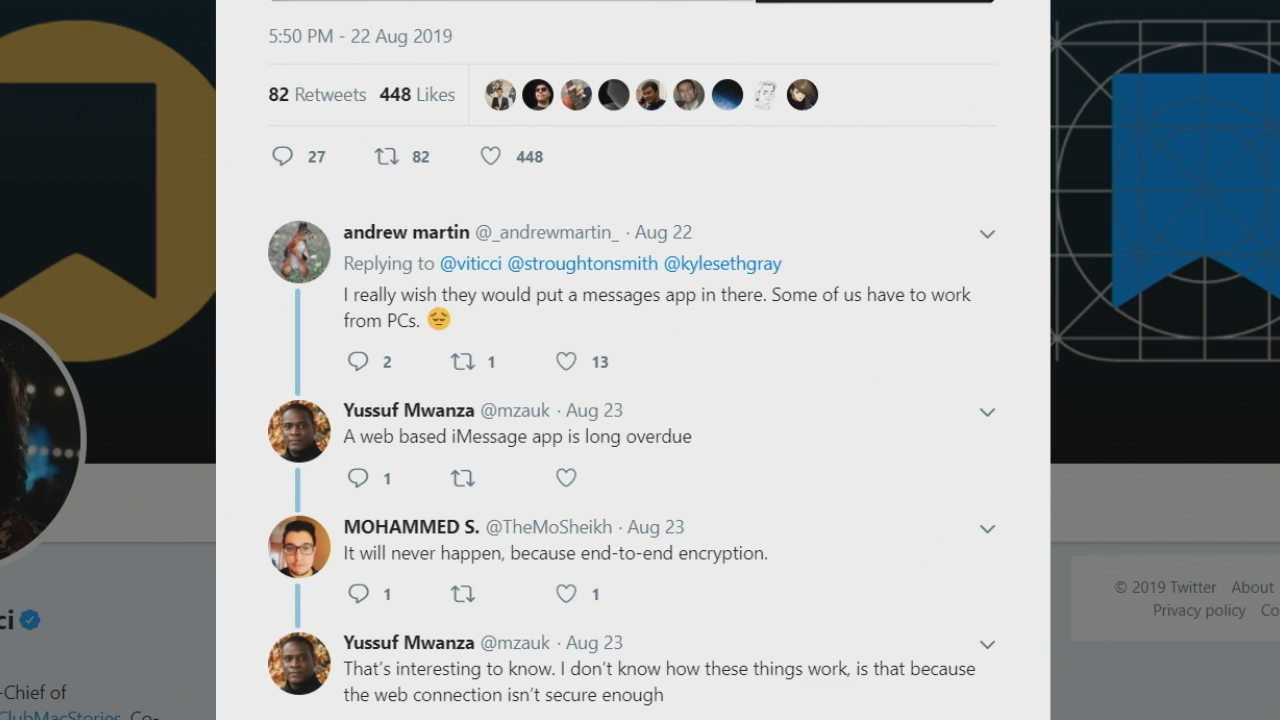 5:50 PM - 22 Aug 2019
82 Retweets 448 Likes
27 82 448
andrew martin @_andrewmartin_ · Aug 22
Replying to @viticci @stroughtonsmith @kylesethgray
I really wish they would put a messages app in there. Some of us have to work
from PCs. 😔
2 1 13
Yussuf Mwanza @mzauk · Aug 23
A web based iMessage app is long overdue
1
MOHAMMED S. @TheMoSheikh · Aug 23
It will never happen, because end-to-end encryption.
1 1
Yussuf Mwanza @mzauk · Aug 23
That's interesting to know. I don't know how these things work, is that because
the web connection isn't secure enough
ci
-Chief of
ClubMacStories. Co-
© 2019 Twitter About
Privacy policy Co